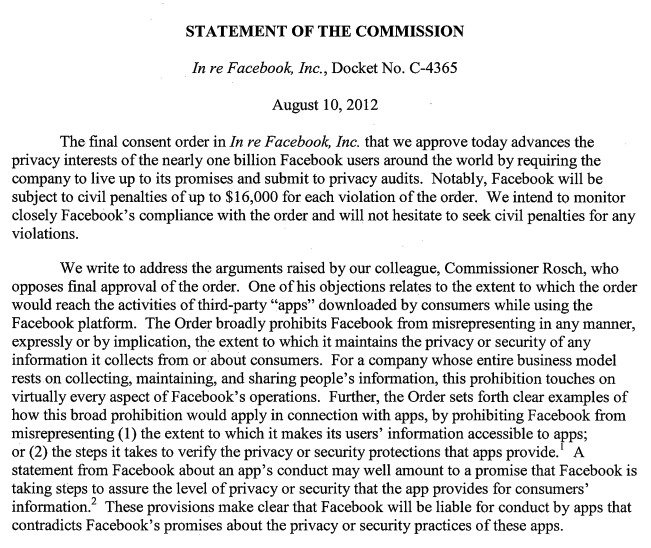 STATEMENT OF THE COMMISSION
In re Facebook, Inc., Docket No. C-4365
August 10, 2012
The final consent order in In re Facebook, Inc. that we approve today advances the
privacy interests of the nearly one billion Facebook users around the world by requiring the
company to live up to its promises and submit to privacy audits. Notably, Facebook will be
subject to civil penalties of up to $16,000 for each violation of the order. We intend to monitor
closely Facebook's compliance with the order and will not hesitate to seek civil penalties for any
violations.
We write to address the arguments raised by our colleague, Commissioner Rosch, who
opposes final approval of the order. One of his objections relates to the extent to which the order
would reach the activities of third-party “apps” downloaded by consumers while using the
Facebook platform. The Order broadly prohibits Facebook from misrepresenting in any manner,
expressly or by implication, the extent to which it maintains the privacy or security of any
information it collects from or about consumers. For a company whose entire business model
rests on collecting, maintaining, and sharing people's information, this prohibition touches on
virtually every aspect of Facebook's operations. Further, the Order sets forth clear examples of
how this broad prohibition would apply in connection with apps, by prohibiting Facebook from
misrepresenting (1) the extent to which it makes its users' information accessible to apps;
or (2) the steps it takes to verify the privacy or security protections that apps provide.1 A
statement from Facebook about an app's conduct may well amount to a promise that Facebook is
taking steps to assure the level of privacy or security that the app provides for consumers'
information.2 These provisions make clear that Facebook will be liable for conduct by apps that
contradicts Facebook's promises about the privacy or security practices of these apps.